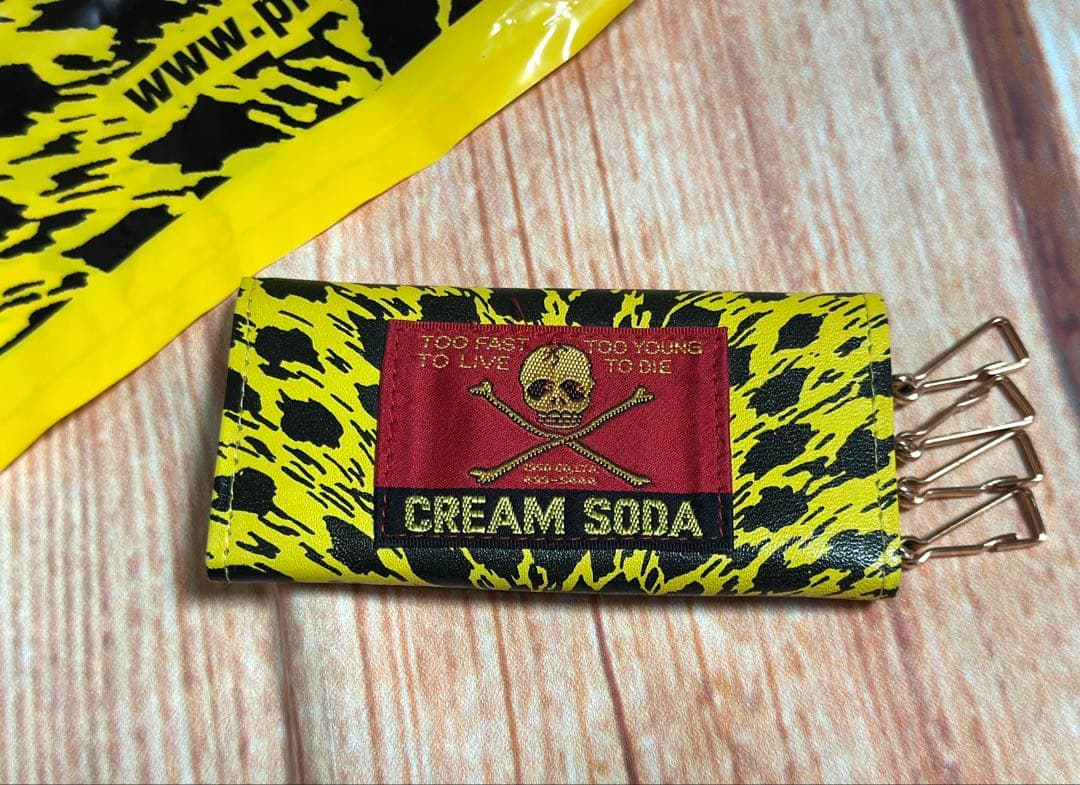 www.p
TOO FAST TOO YOUNG
TO LIVE TO DIE
CREAM SODA